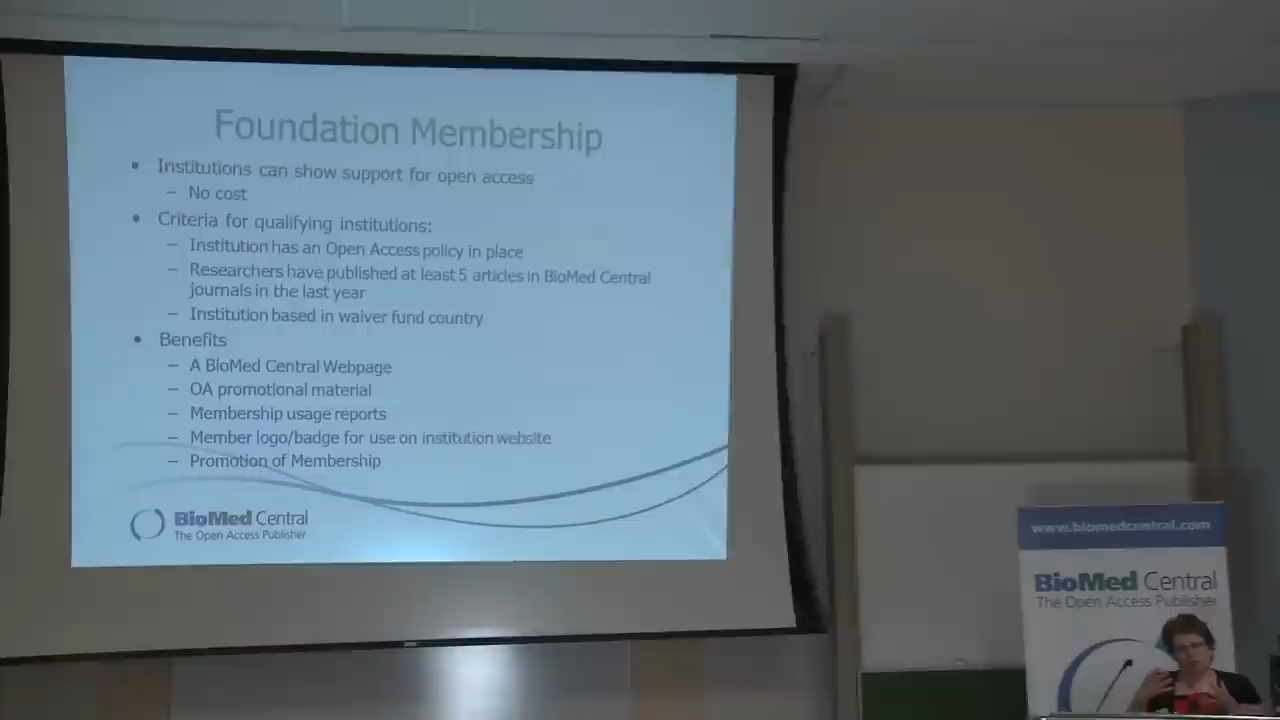 Foundation Membership
• Institutions can show support for open access
– No cost
• Criteria for qualifying institutions:
– Institution has an Open Access policy in place
– Researchers have published at least 5 articles in BioMed Central
journals in the last year
– Institution based in waiver fund country
• Benefits
– A BioMed Central Webpage
– OA promotional material
– Membership usage reports
– Member logo/badge for use on institution website
– Promotion of Membership
BioMed Central
The Open Access Publisher
www.biomedcentral.com
BioMed Central
The Open Access Publisher